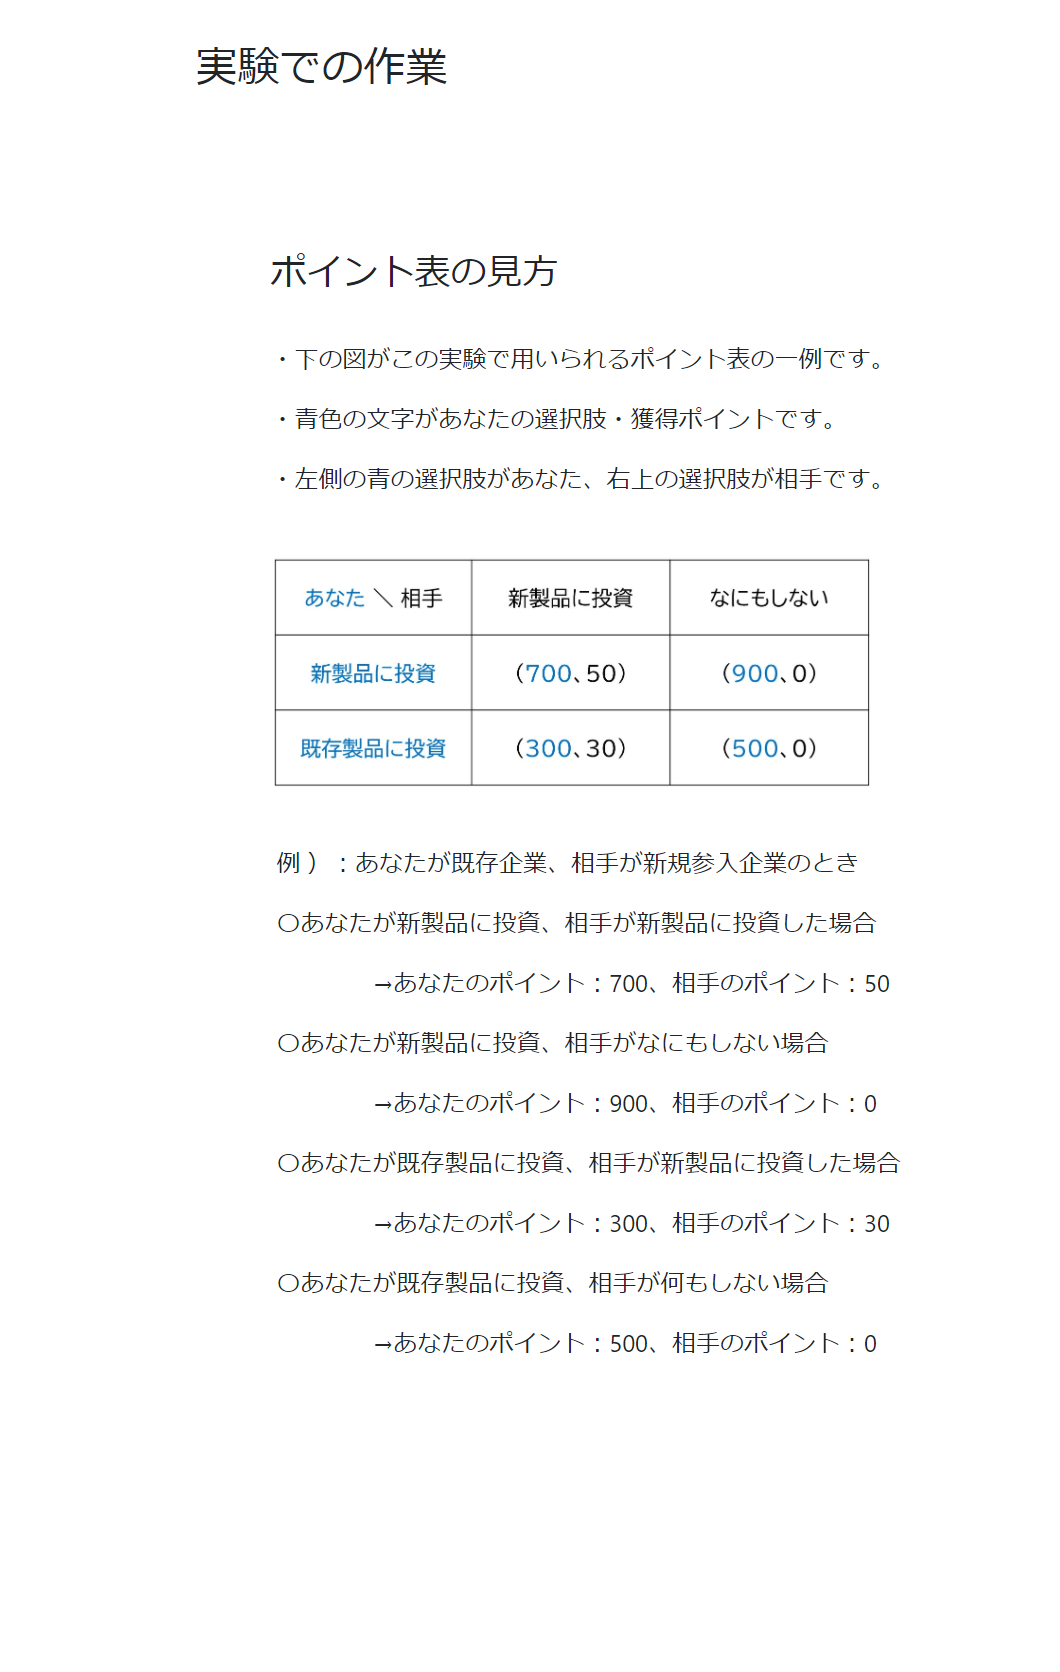 実験での作業
ポイント表の見方
・下の図がこの実験で用いられるポイント表の一例です。
・青色の文字があなたの選択肢・獲得ポイントです。
・左側の青の選択肢があなた、右上の選択肢が相手です。
あなた ＼ 相手 新製品に投資 なにもしない
新製品に投資 （700、50） （900、0）
既存製品に投資 （300、30） （500、0）
例 ） ：あなたが既存企業、相手が新規参入企業のとき
〇あなたが新製品に投資、相手が新製品に投資した場合
→あなたのポイント：700、相手のポイント：50
〇あなたが新製品に投資、相手がなにもしない場合
→あなたのポイント：900、相手のポイント：0
〇あなたが既存製品に投資、相手が新製品に投資した場合
→あなたのポイント：300、相手のポイント：30
〇あなたが既存製品に投資、相手が何もしない場合
→あなたのポイント：500、相手のポイント：0